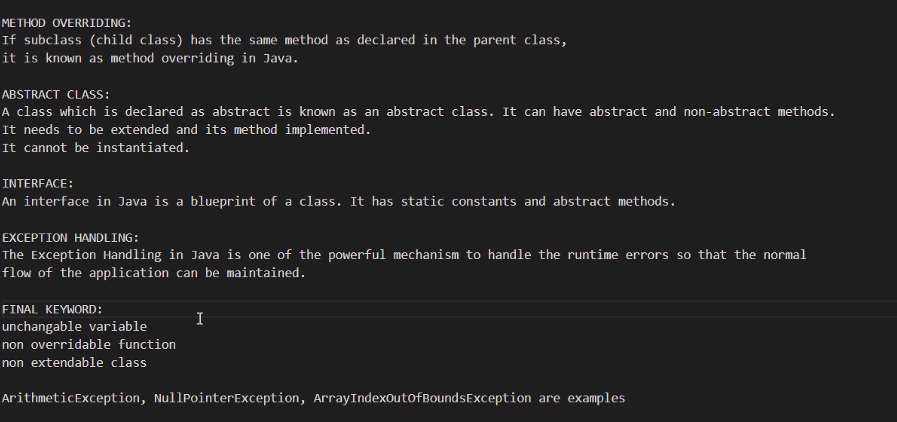 METHOD OVERRIDING:
If subclass (child class) has the same method as declared in the parent class,
it is known as method overriding in Java.
ABSTRACT CLASS:
A class which is declared as abstract is known as an abstract class. It can have abstract and non-abstract methods.
It needs to be extended and its method implemented.
It cannot be instantiated.
INTERFACE:
An interface in Java is a blueprint of a class. It has static constants and abstract methods.
EXCEPTION HANDLING:
The Exception Handling in Java is one of the powerful mechanism to handle the runtime errors so that the normal
flow of the application can be maintained.
FINAL KEYWORD:
unchangable variable
non overridable function
non extendable class
ArithmeticException, NullPointerException, ArrayIndexOutOfBoundsException are examples